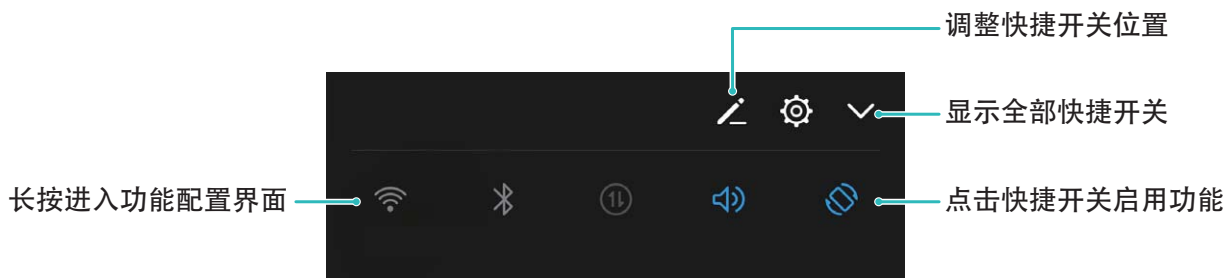 调整快捷开关位置
显示全部快捷开关
长按进入功能配置界面
点击快捷开关启用功能